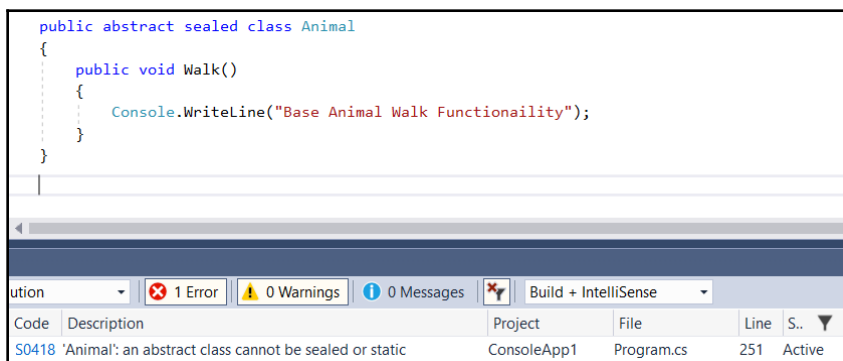 public abstract sealed class Animal
{
public void Walk()
{
Console.WriteLine("Base Animal Walk Functionaility");
}
}
ution 1 Error 0 Warnings 0 Messages Build + IntelliSense
Code Description Project File Line S..
S0418 'Animal': an abstract class cannot be sealed or static ConsoleApp1 Program.cs 251 Active